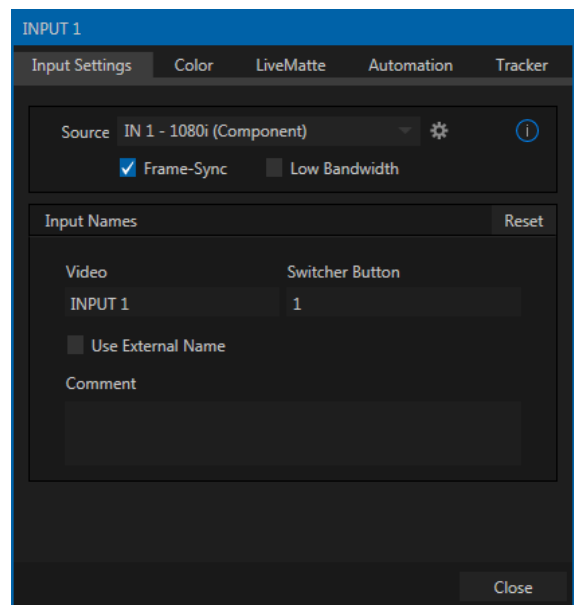 INPUT 1
Input Settings Color LiveMatte Automation Tracker
Source IN 1 - 1080i (Component)
Frame-Sync Low Bandwidth
Input Names Reset
Video Switcher Button
INPUT 1 1
Use External Name
Comment
Close